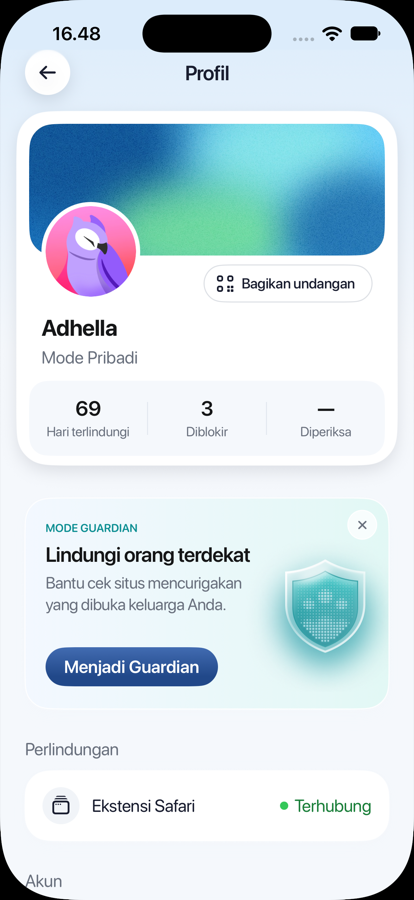 16.48
Profil
Bagikan undangan
Adhella
Mode Pribadi
69
Hari terlindungi
3
Diblokir
—
Diperiksa
MODE GUARDIAN
Lindungi orang terdekat
Bantu cek situs mencurigakan
yang dibuka keluarga Anda.
Menjadi Guardian
Perlindungan
Ekstensi Safari
Terhubung
Akun